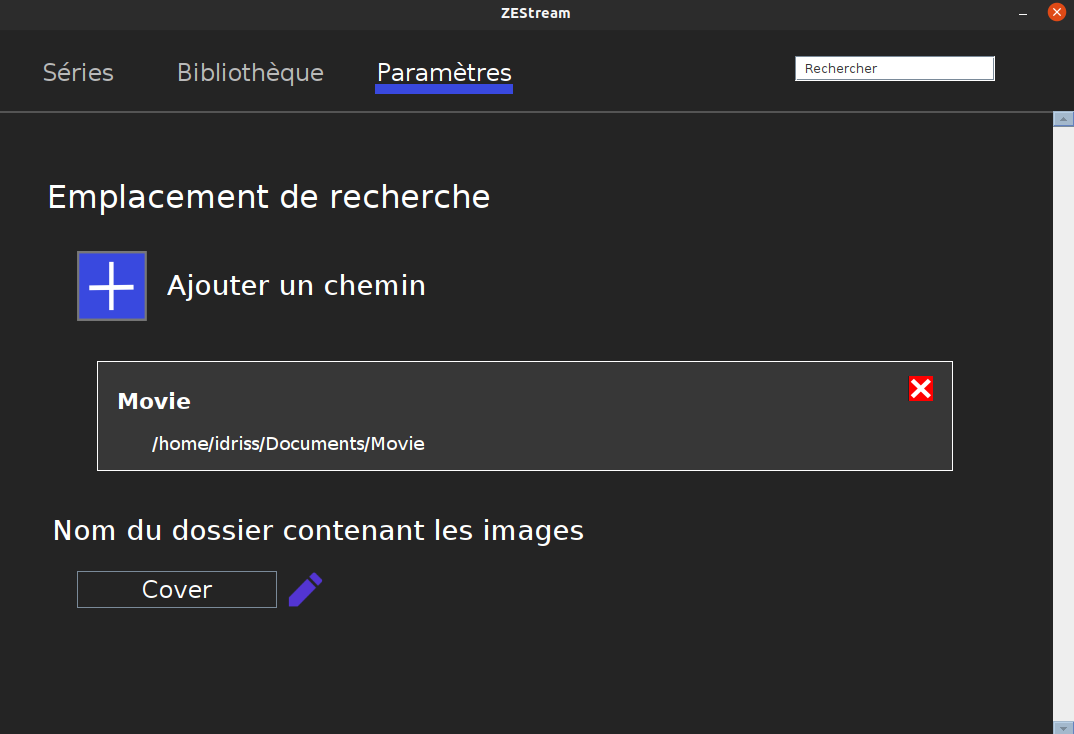 ZEStream
Séries Bibliothèque Paramètres Rechercher
Emplacement de recherche
Ajouter un chemin
Movie
/home/idriss/Documents/Movie
Nom du dossier contenant les images
Cover